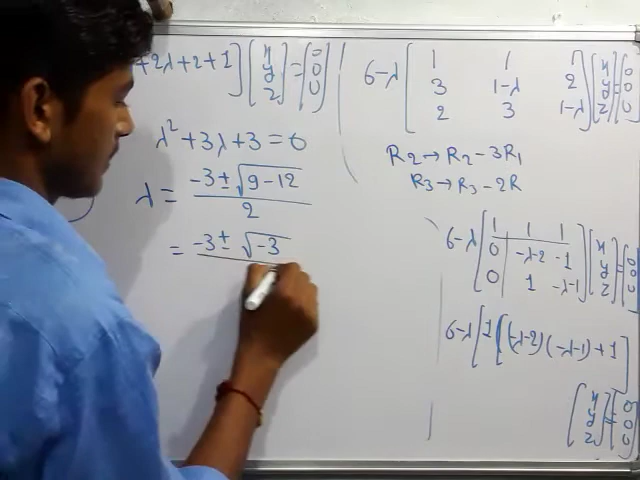 +2λ+2+1] [x y z] = [0 0 0]
λ² + 3λ + 3 = 0
λ = -3 ± √9-12 / 2
= -3 ± √-3
6-λ [1 1 1
3 1-λ 2
2 3 1-λ] [x y z] = [0 0 0]
R2 → R2 - 3R1
R3 → R3 - 2R
6-λ [1 1 1
0 -λ-2 -1
0 1 -λ-1] [x y z] = [0 0 0]
6-λ [1 [(-λ-2) (-λ-1) + 1]
[x y z] = [0 0 0]